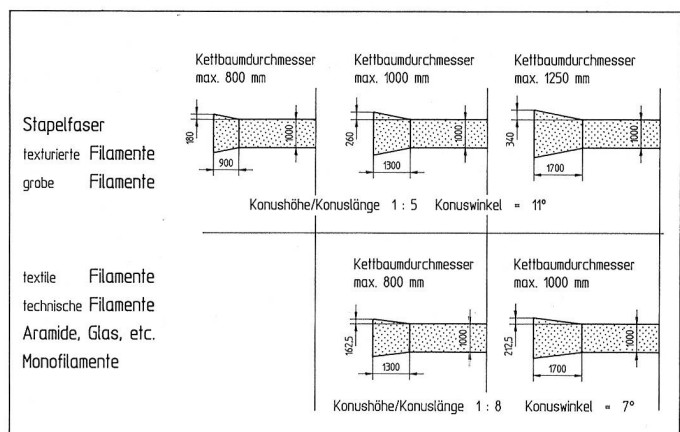 Kettbaumdurchmesser Kettbaumdurchmesser Kettbaumdurchmesser
max. 800 mm max. 1000 mm max. 1250 mm
Stapelfaser
texturierte Filamente
grobe Filamente
180 1000 900
260 1000 1300
340 1000 1700
Konushöhe/Konuslänge 1 : 5 Konuswinkel = 11°
textile Filamente
technische Filamente
Aramide, Glas, etc.
Monofilamente
Kettbaumdurchmesser Kettbaumdurchmesser
max. 800 mm max. 1000 mm
162,5 1000 1300
212,5 1000 1700
Konushöhe/Konuslänge 1 : 8 Konuswinkel = 7°